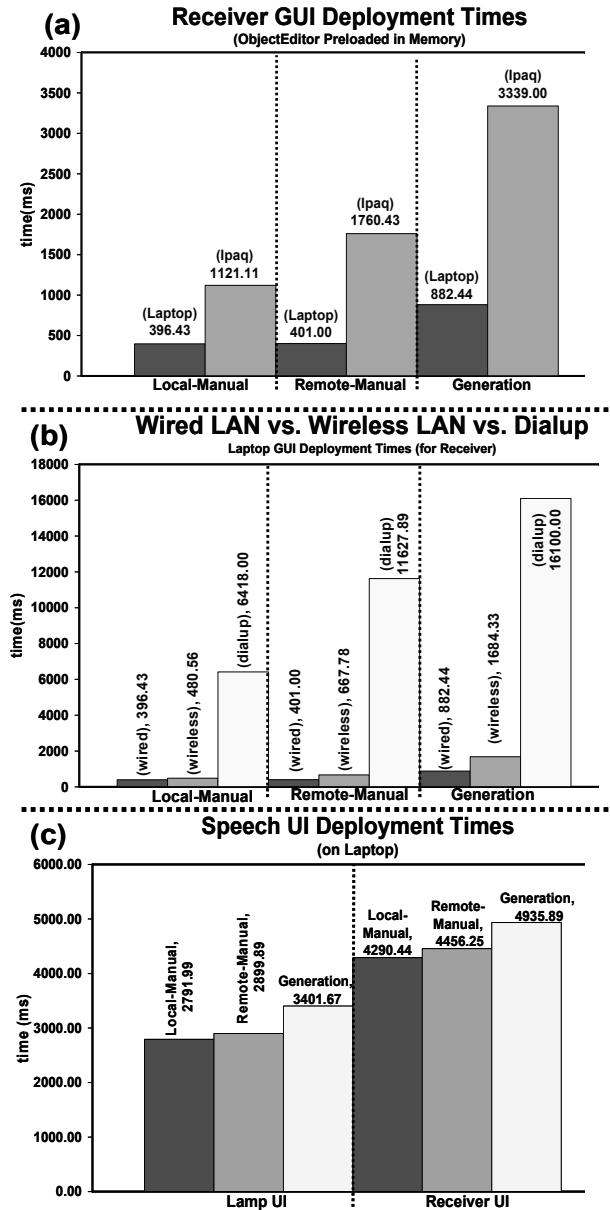 (a)
Receiver GUI Deployment Times
(ObjectEditor Preloaded in Memory)
4000
3500
3000
2500
2000
1500
1000
500
0
time(ms)
(Laptop)
396.43
(Ipaq)
1121.11
(Laptop)
401.00
(Ipaq)
1760.43
(Laptop)
882.44
(Ipaq)
3339.00
Local-Manual
Remote-Manual
Generation
(b)
Wired LAN vs. Wireless LAN vs. Dialup
Laptop GUI Deployment Times (for Receiver)
18000
16000
14000
12000
10000
8000
6000
4000
2000
0
time(ms)
(wired), 396.43
(wireless), 480.56
(dialup), 6418.00
(wired), 401.00
(wireless), 667.78
(dialup)
11627.89
(wired), 882.44
(wireless), 1684.33
(dialup)
16100.00
Local-Manual
Remote-Manual
Generation
(c)
Speech UI Deployment Times
(on Laptop)
6000.00
5000.00
4000.00
3000.00
2000.00
1000.00
0.00
time (ms)
Local-Manual,
2791.99
Remote-Manual,
2899.89
Generation,
3401.67
Local-
Manual,
4290.44
Remote-
Manual,
4456.25
Generation,
4935.89
Lamp UI
Receiver UI